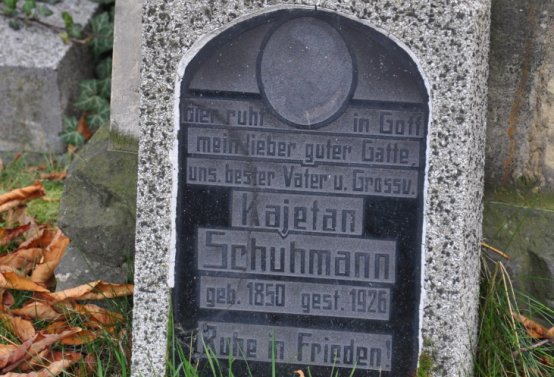 Hier ruht in Gott
mein lieber guter Gatte
uns. bester Vater u. Grossv.
Kajetan
Schuhmann
geb. 1850 gest. 1926
Ruhe in Frieden!